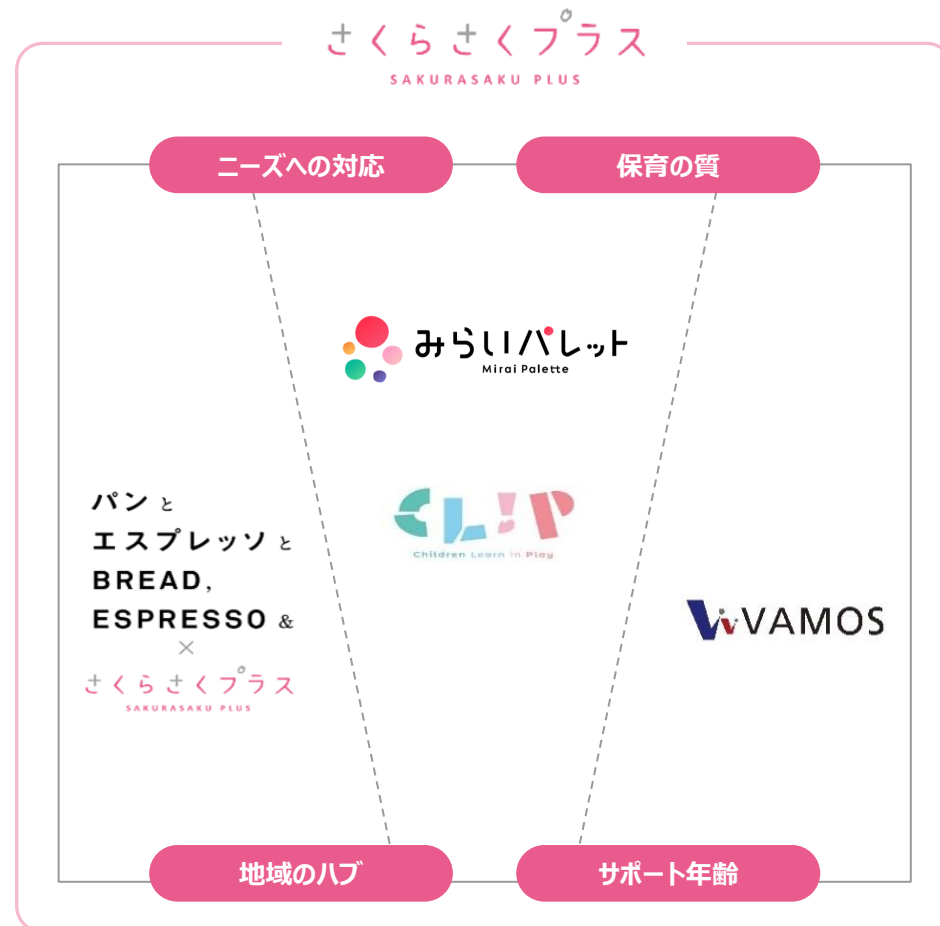 さくらさくプラス
SAKURASAKU PLUS
ニーズへの対応
保育の質
みらいパレット
Mirai Palette
CL!P
Children Learn in Play
パンと
エスプレッソと
BREAD,
ESPRESSO &
×
さくらさくプラス
SAKURASAKU PLUS
VAMOS
地域のハブ
サポート年齢